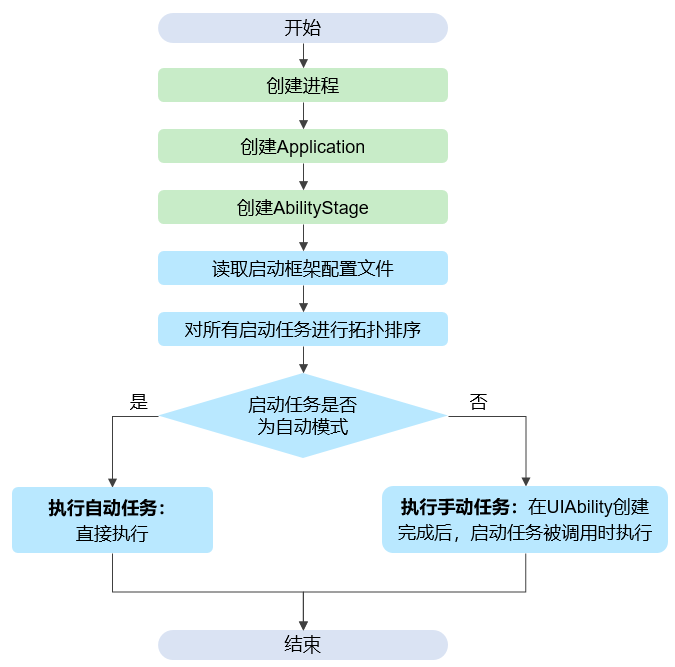 开始
创建进程
创建Application
创建AbilityStage
读取启动框架配置文件
对所有启动任务进行拓扑排序
启动任务是否
为自动模式
是
否
执行自动任务：
直接执行
执行手动任务：在UIAbility创建
完成后，启动任务被调用时执行
结束